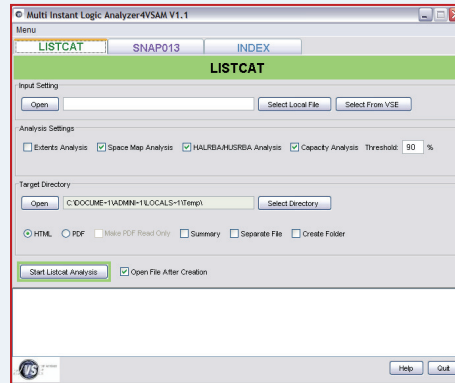 Multi Instant Logic Analyzer4VSAM V1.1
Menu
LISTCAT SNAP013 INDEX
LISTCAT
Input Setting
Open Select Local File Select From VSE
Analysis Settings
Extents Analysis Space Map Analysis HALRBA/HUSRBA Analysis Capacity Analysis Threshold: 90 %
Target Directory
Open C:\DOCUME~1\ADMINI~1\LOCALS~1\Temp\ Select Directory
HTML PDF Make PDF Read Only Summary Separate File Create Folder
Start Listcat Analysis Open File After Creation
Help Quit